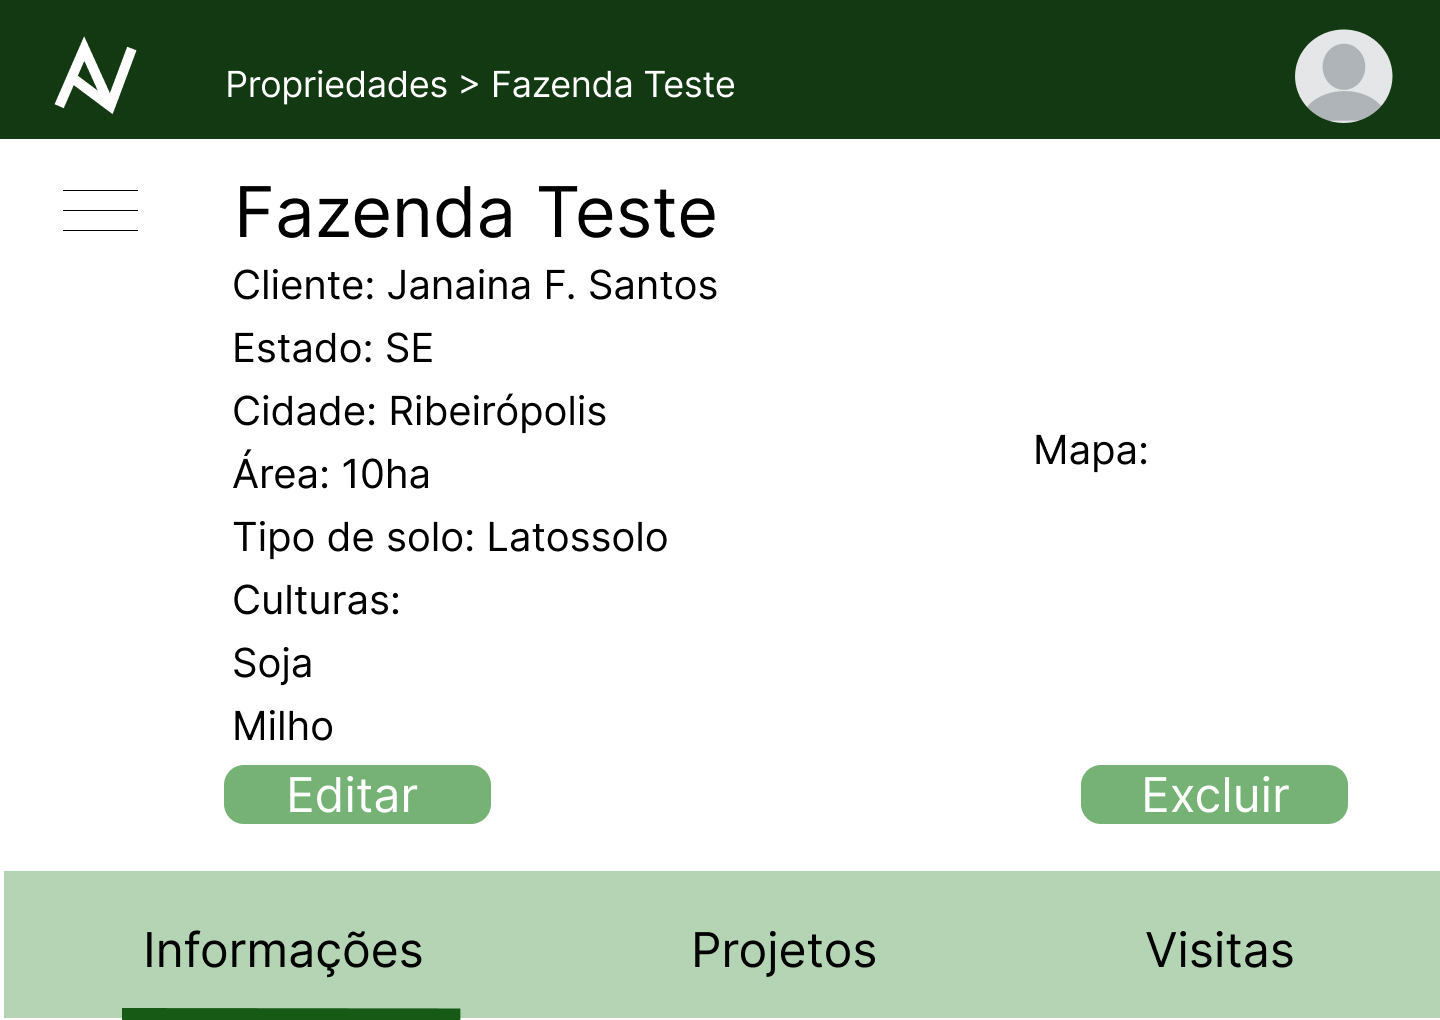 Propriedades > Fazenda Teste
Fazenda Teste
Cliente: Janaina F. Santos
Estado: SE
Cidade: Ribeirópolis
Área: 10ha
Tipo de solo: Latossolo
Culturas:
Soja
Milho
Mapa:
Editar
Excluir
Informações
Projetos
Visitas